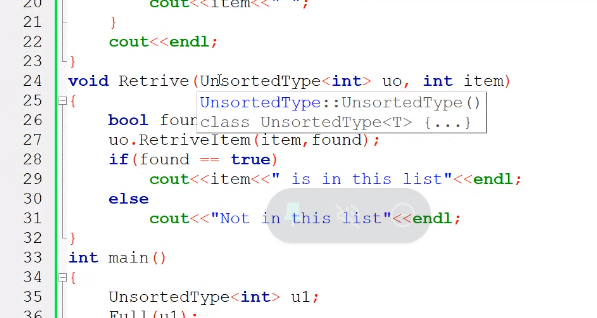 20 cout<<item<<" ";
21 }
22 cout<<endl;
23 }
24 void Retrive(UnsortedType<int> uo, int item)
25 {
UnsortedType::UnsortedType()
26 bool foun
class UnsortedType<T> {...}
27 uo.RetriveItem(item,found);
28 if(found == true)
29 cout<<item<<" is in this list"<<endl;
30 else
31 cout<<"Not in this list"<<endl;
32 }
33 int main()
34 {
35 UnsortedType<int> u1;
36 Full(u1);